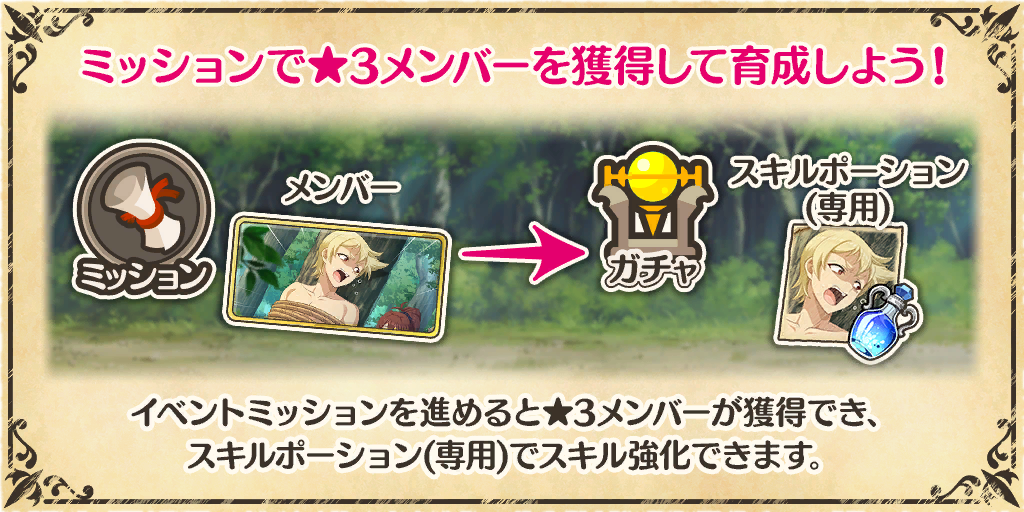 ミッションで★3メンバーを獲得して育成しよう!
ミッション
メンバー
ガチャ
スキルポーション
(専用)
イベントミッションを進めると★3メンバーが獲得でき、
スキルポーション(専用)でスキル強化できます。